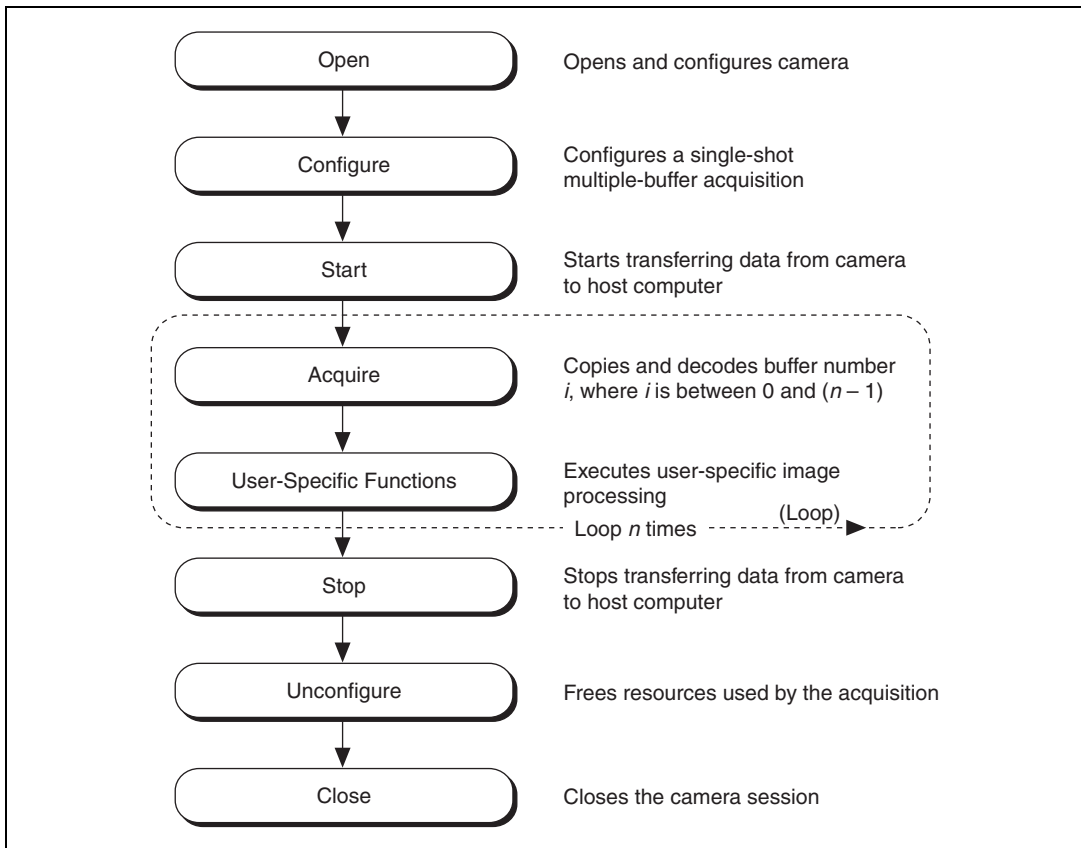 Open
Opens and configures camera
Configure
Configures a single-shot
multiple-buffer acquisition
Start
Starts transferring data from camera
to host computer
Acquire
Copies and decodes buffer number
i, where i is between 0 and (n – 1)
User-Specific Functions
Executes user-specific image
processing
(Loop)
Loop n times
Stop
Stops transferring data from camera
to host computer
Unconfigure
Frees resources used by the acquisition
Close
Closes the camera session